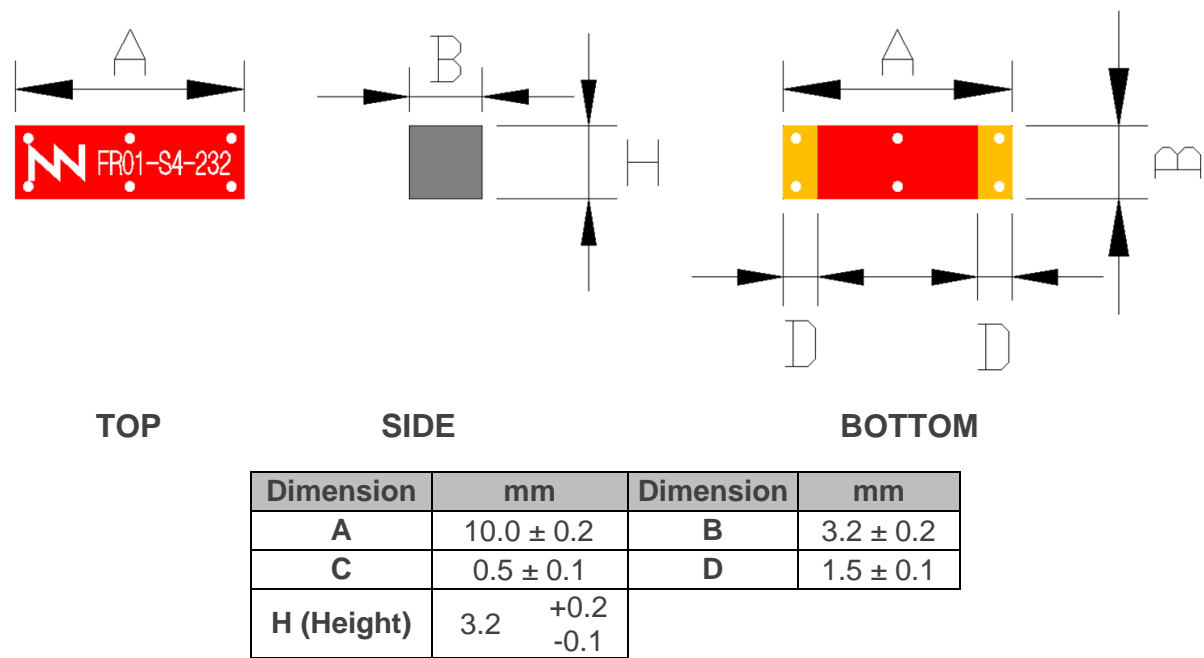 A
B
H
A
B
FR01-S4-232
D
D
TOP SIDE BOTTOM
Dimension mm Dimension mm
A 10.0 ± 0.2 B 3.2 ± 0.2
C 0.5 ± 0.1 D 1.5 ± 0.1
H (Height) 3.2 +0.2
-0.1